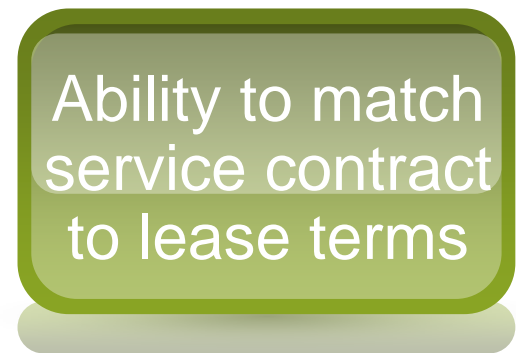 Ability to match
service contract
to lease terms